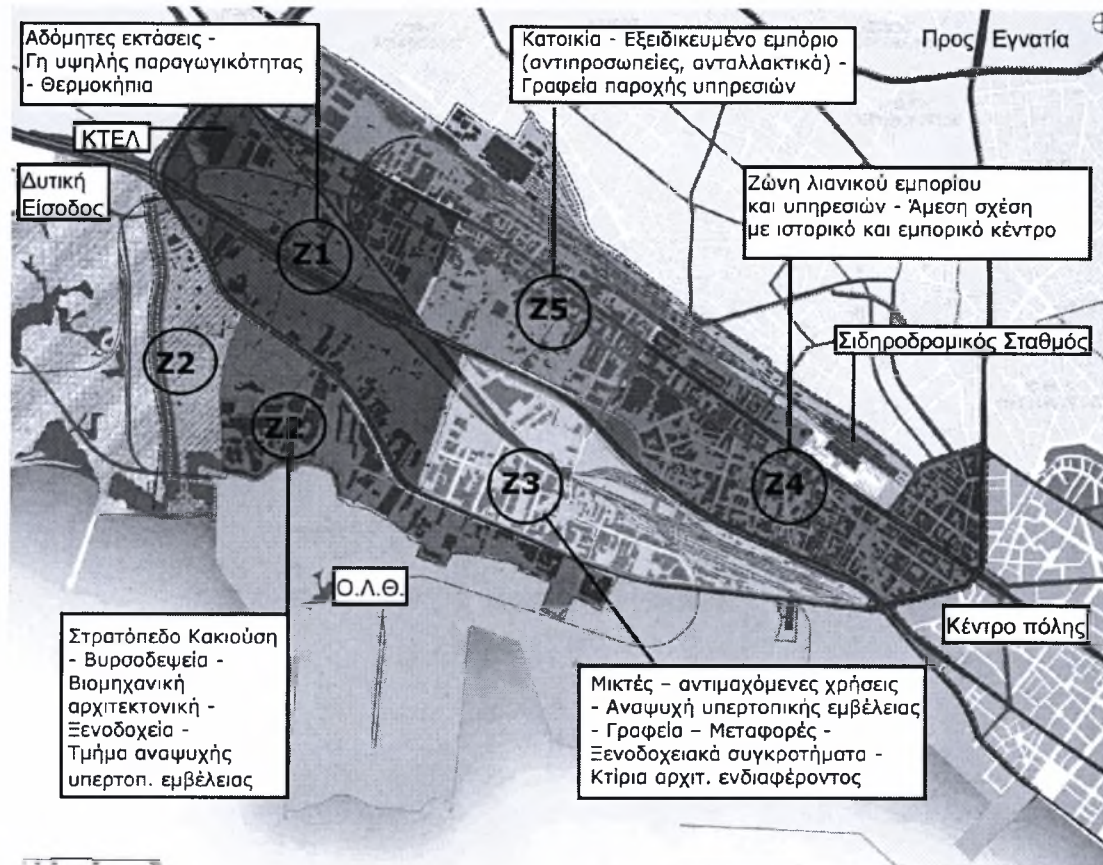 Αδόμητες εκτάσεις -
Γη υψηλής παραγωγικότητας
- Θερμοκήπια
Κατοικία - Εξειδικευμένο εμπόριο
(αντιπροσωπείες, ανταλλακτικά) -
Γραφεία παροχής υπηρεσιών
Προς Εγνατία
ΚΤΕΛ
Δυτική
Είσοδος
Ζώνη λιανικού εμπορίου
και υπηρεσιών - Άμεση σχέση
με ιστορικό και εμπορικό κέντρο
Z1
Z5
Σιδηροδρομικός Σταθμός
Z2
Z2
Z3
Z4
Ο.Λ.Θ.
Κέντρο πόλης
Στρατόπεδο Κακιούση
- Βυρσοδεψεία -
Βιομηχανική
αρχιτεκτονική -
Ξενοδοχεία -
Τμήμα αναψυχής
υπερτοπ. εμβέλειας
Μικτές – αντιμαχόμενες χρήσεις
- Αναψυχή υπερτοπικής εμβέλειας
- Γραφεία – Μεταφορές -
Ξενοδοχειακά συγκροτήματα -
Κτίρια αρχιτ. ενδιαφέροντος